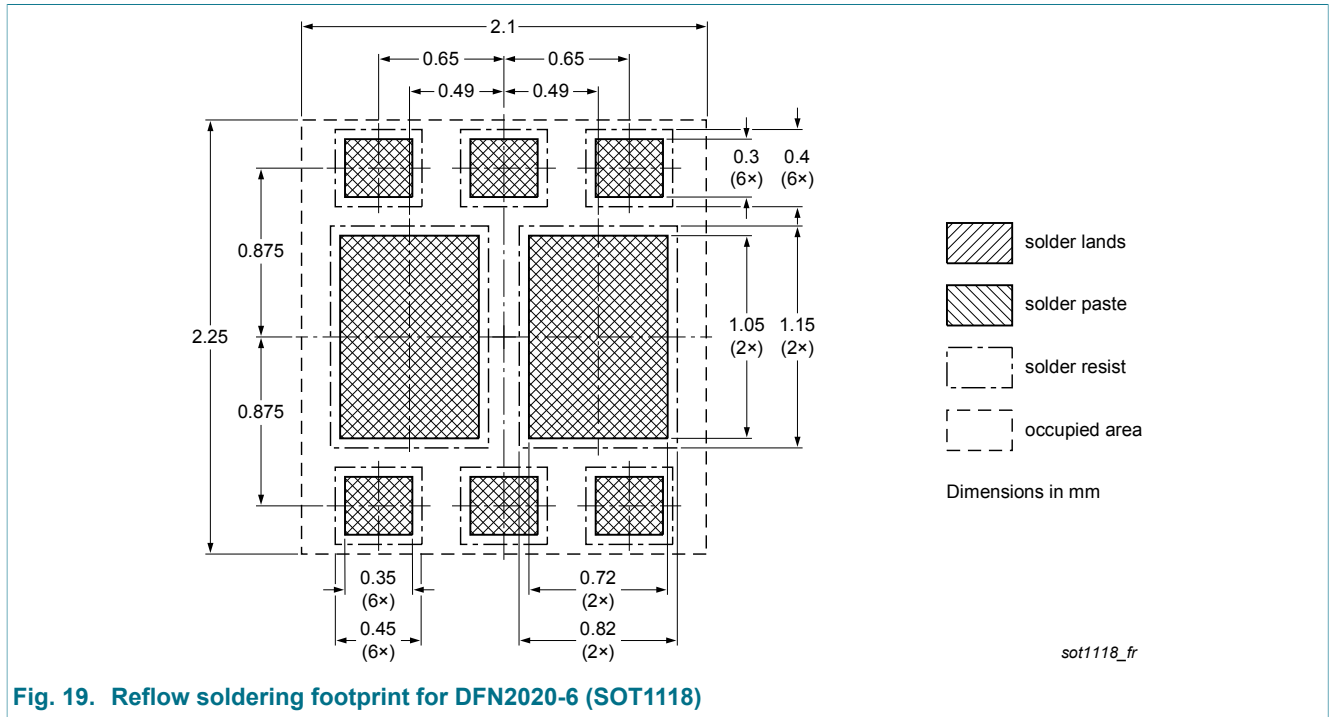 2.1
0.65 0.65
0.49 0.49
0.3 0.4
(6×) (6×)
0.875
solder lands
solder paste
1.05 1.15
(2×) (2×)
2.25
solder resist
0.875
occupied area
Dimensions in mm
0.35 0.72
(6×) (2×)
0.45 0.82
(6×) (2×)
sot1118_fr
Fig. 19. Reflow soldering footprint for DFN2020-6 (SOT1118)